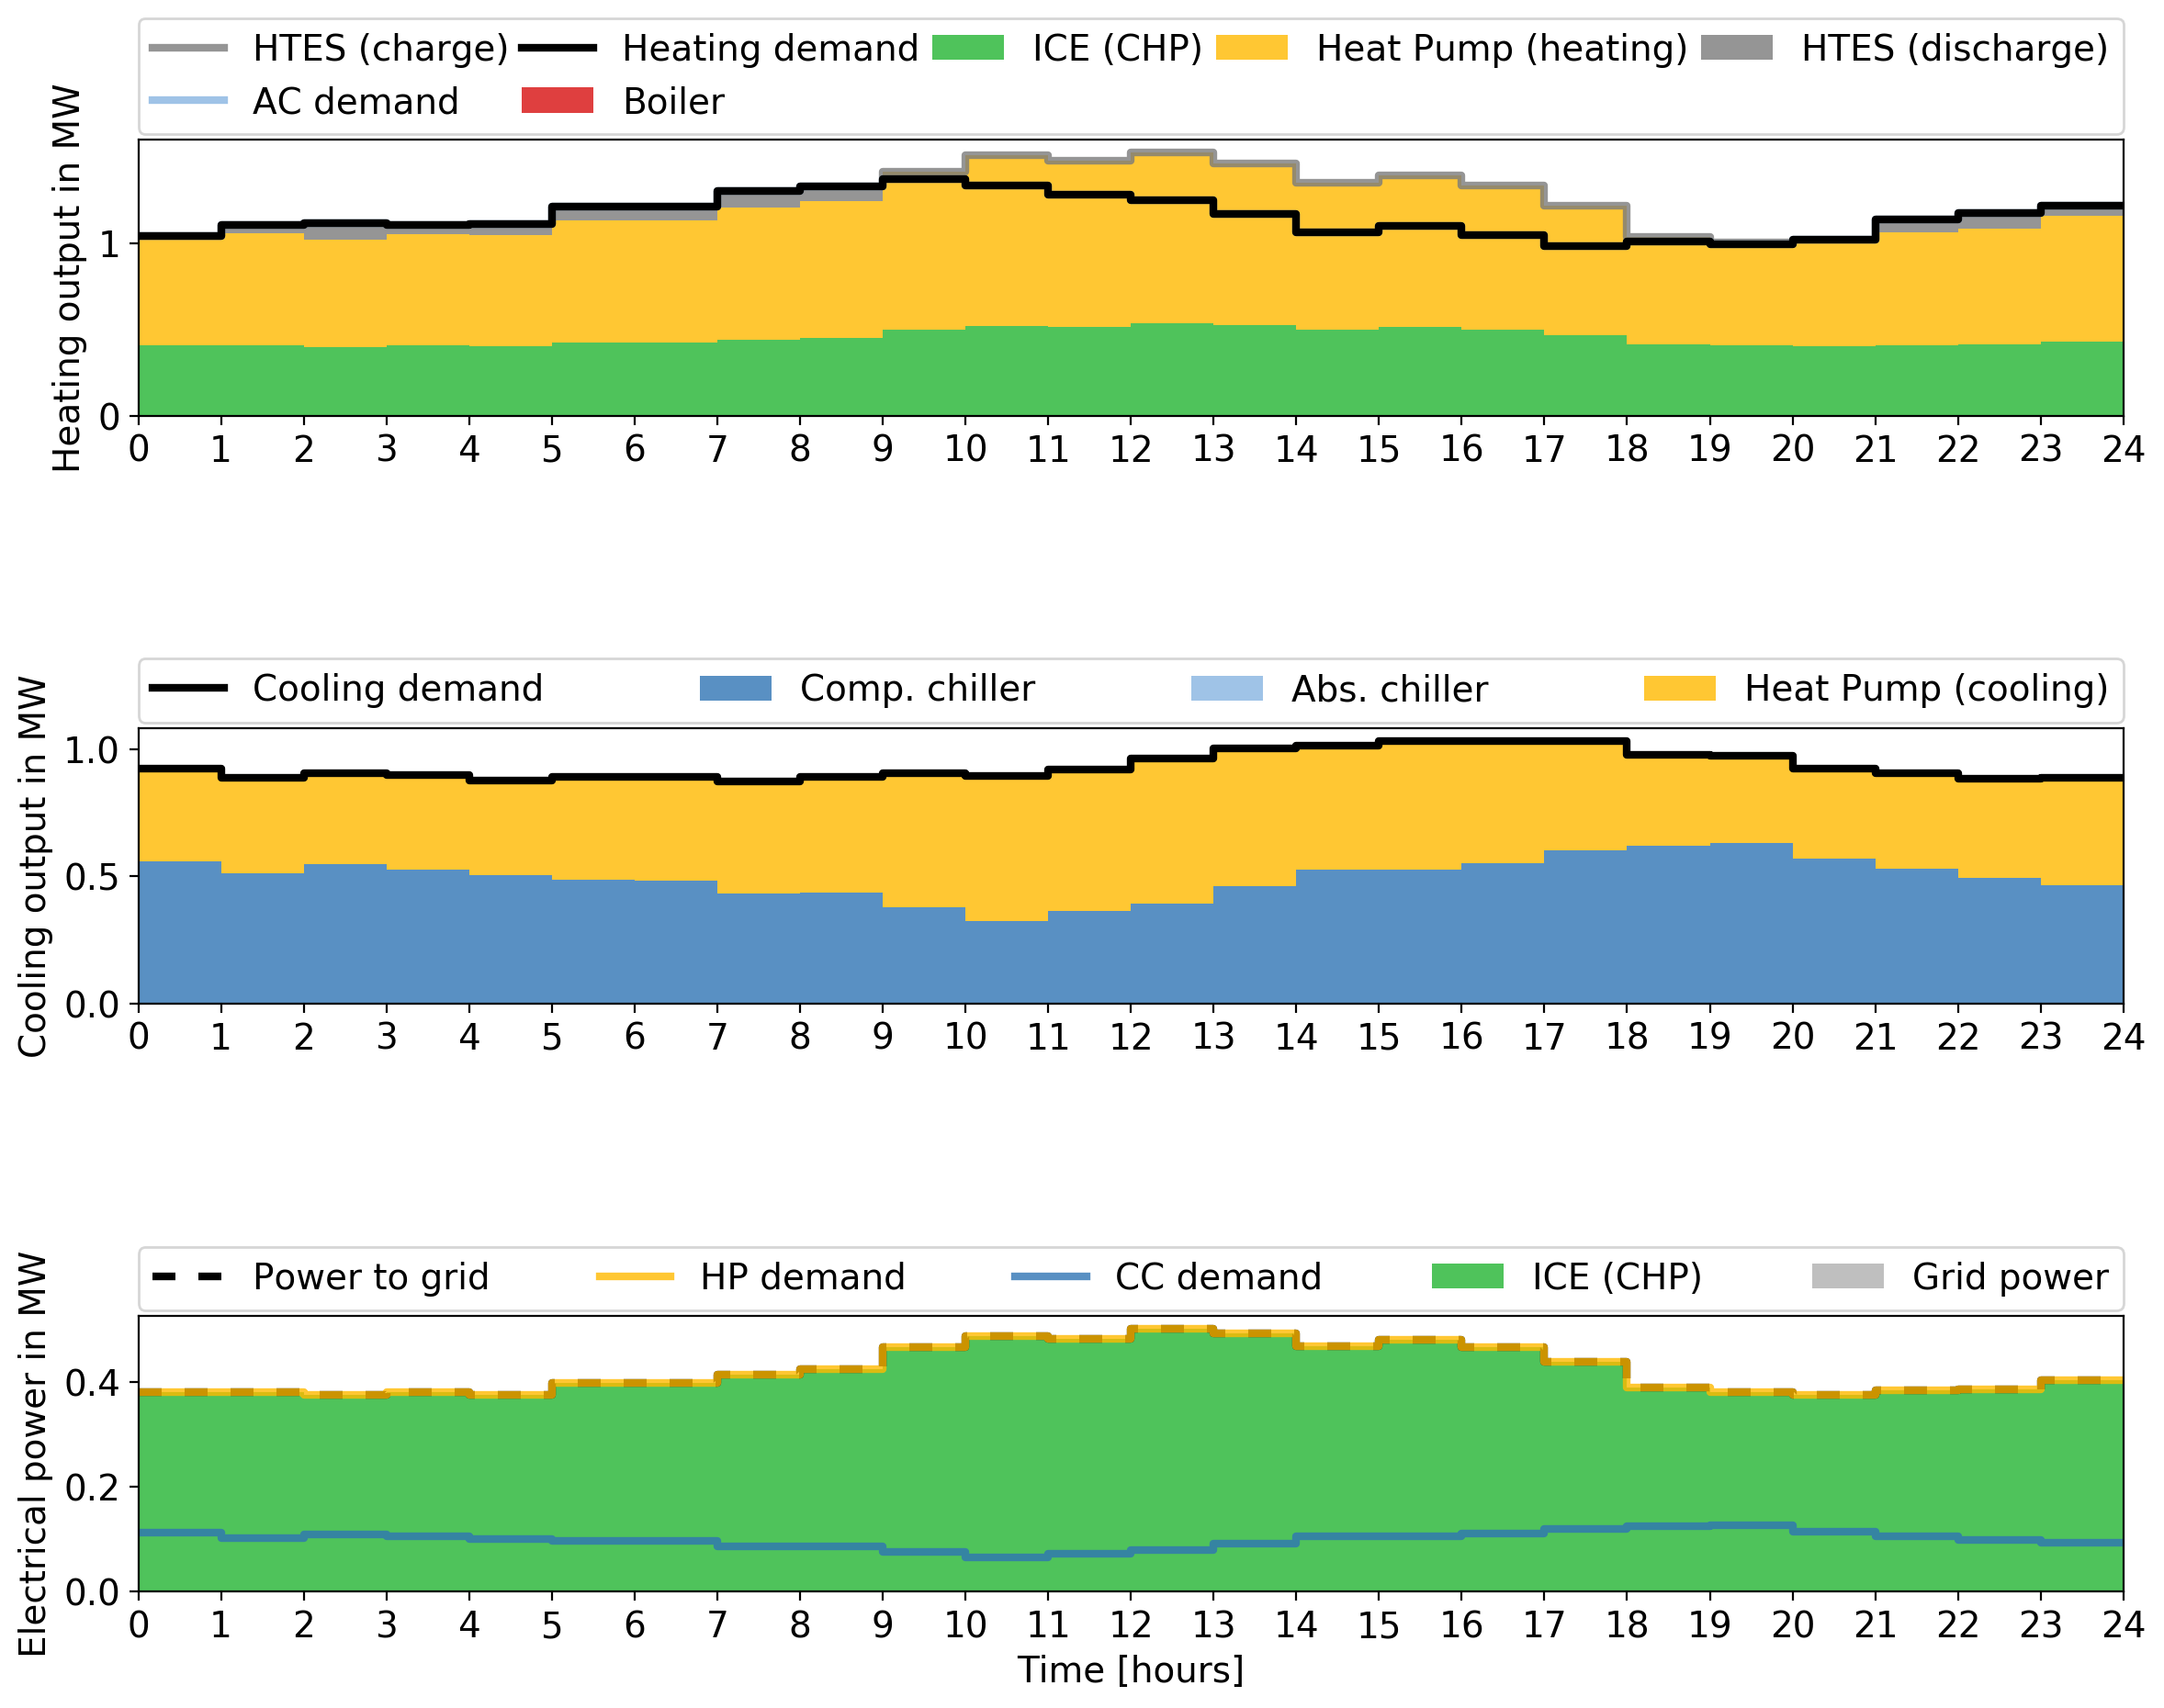 HTES (charge) Heating demand ICE (CHP) Heat Pump (heating) HTES (discharge)
AC demand Boiler
Heating output in MW
1
0
0 1 2 3 4 5 6 7 8 9 10 11 12 13 14 15 16 17 18 19 20 21 22 23 24
Cooling demand Comp. chiller Abs. chiller Heat Pump (cooling)
Cooling output in MW
1.0
0.5
0.0
0 1 2 3 4 5 6 7 8 9 10 11 12 13 14 15 16 17 18 19 20 21 22 23 24
Power to grid HP demand CC demand ICE (CHP) Grid power
Electrical power in MW
0.4
0.2
0.0
0 1 2 3 4 5 6 7 8 9 10 11 12 13 14 15 16 17 18 19 20 21 22 23 24
Time [hours]